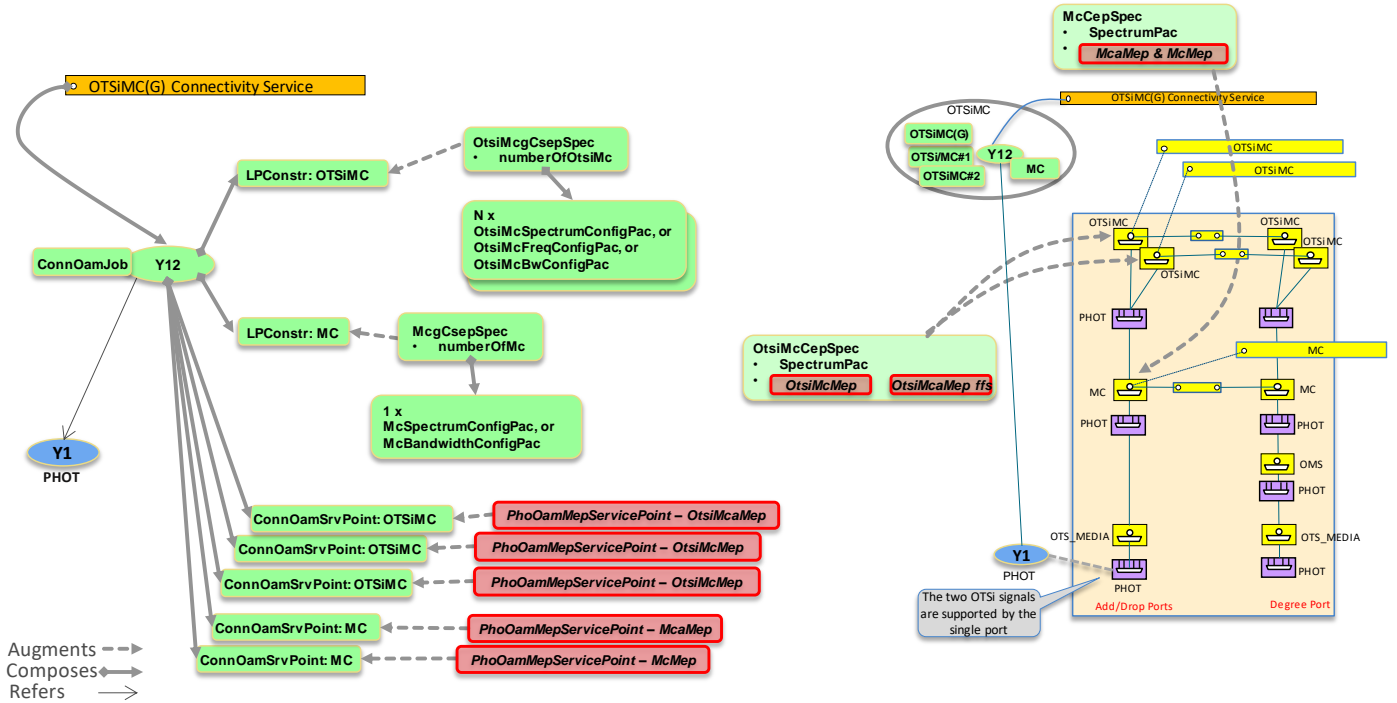 OTSiMC(G) Connectivity Service
OtsiMcgCsepSpec
• numberOfOtsiMc
LPConstr: OTSiMC
N x
OtsiMcSpectrumConfigPac, or
OtsiMcFreqConfigPac, or
OtsiMcBwConfigPac
ConnOamJob
Y12
LPConstr: MC
McgCsepSpec
• numberOfMc
1 x
McSpectrumConfigPac, or
McBandwidthConfigPac
Y1
PHOT
ConnOamSrvPoint: OTSiMC
PhoOamMepServicePoint – OtsiMcaMep
ConnOamSrvPoint: OTSiMC
PhoOamMepServicePoint – OtsiMcMep
ConnOamSrvPoint: OTSiMC
PhoOamMepServicePoint – OtsiMcMep
ConnOamSrvPoint: MC
PhoOamMepServicePoint – McaMep
ConnOamSrvPoint: MC
PhoOamMepServicePoint – McMep
Augments
Composes
Refers
McCepSpec
• SpectrumPac
• McaMep & McMep
OTSiMC(G) Connectivity Service
OTSiMC
OTSiMC(G)
OTSi/MC#1
OTSiMC#2
Y12
MC
OTSiMC
OTSiMC
OTSiMC
OTSiMC
OTSiMC
OTSiMC
PHOT
PHOT
OtsiMcCepSpec
• SpectrumPac
• OtsiMcMep
OtsiMcaMep ffs
MC
MC
MC
PHOT
PHOT
OMS
PHOT
OTS_MEDIA
OTS_MEDIA
Y1
PHOT
PHOT
PHOT
The two OTSi signals
are supported by the
single port
Add/Drop Ports
Degree Port